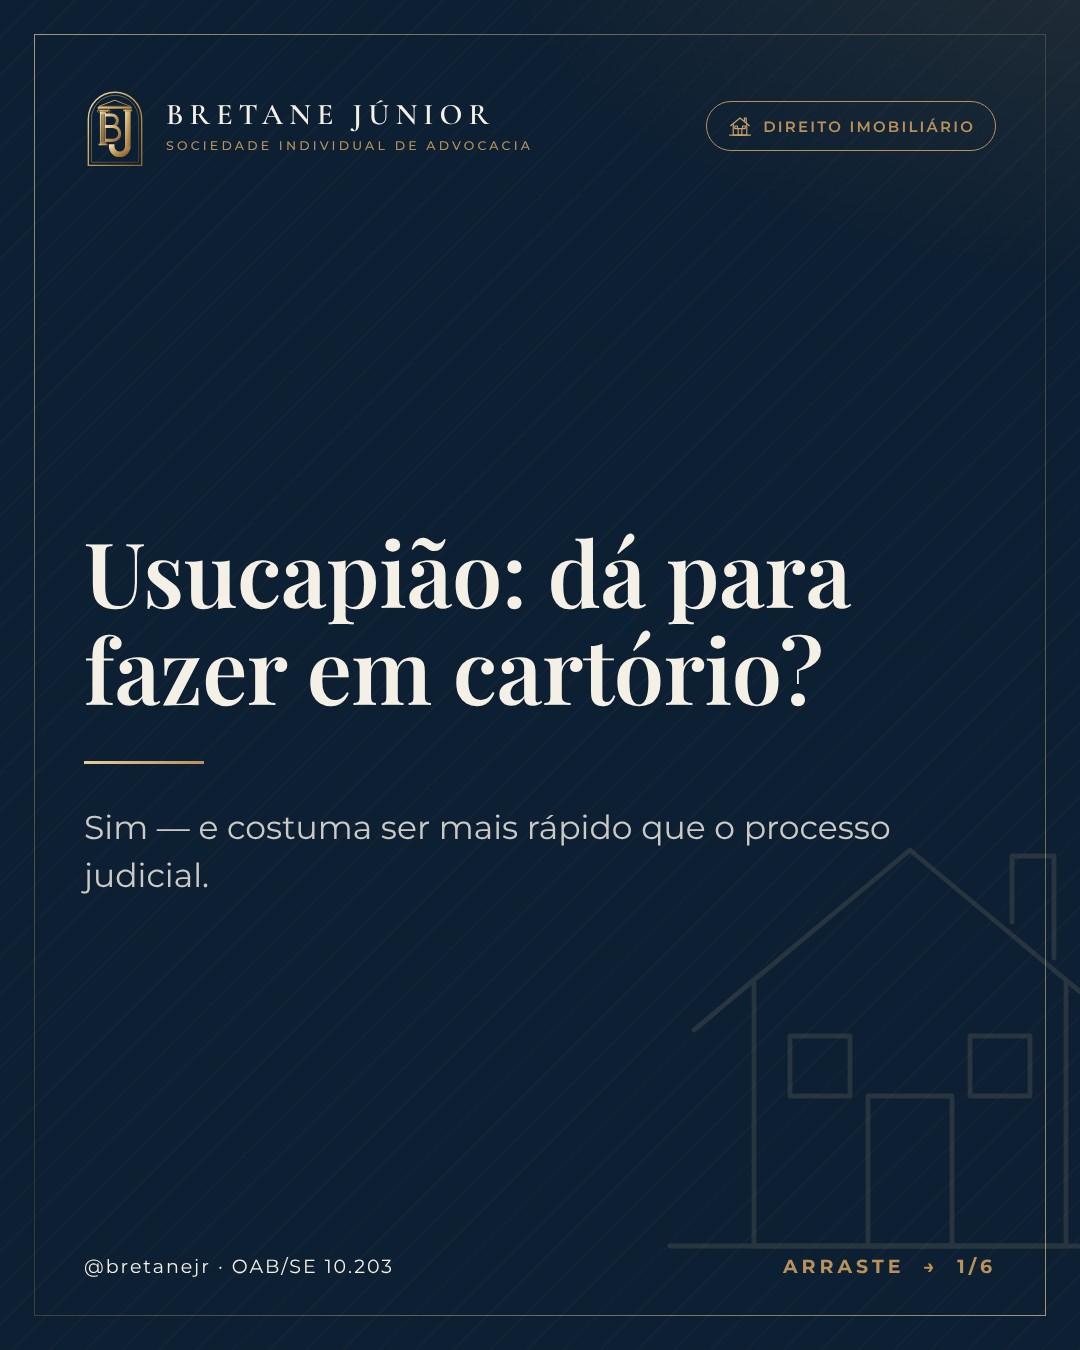 BJ
BRETANE JÚNIOR
SOCIEDADE INDIVIDUAL DE ADVOCACIA
DIREITO IMOBILIÁRIO
Usucapião: dá para
fazer em cartório?
Sim — e costuma ser mais rápido que o processo
judicial.
@bretanejr · OAB/SE 10.203
ARRASTE → 1/6